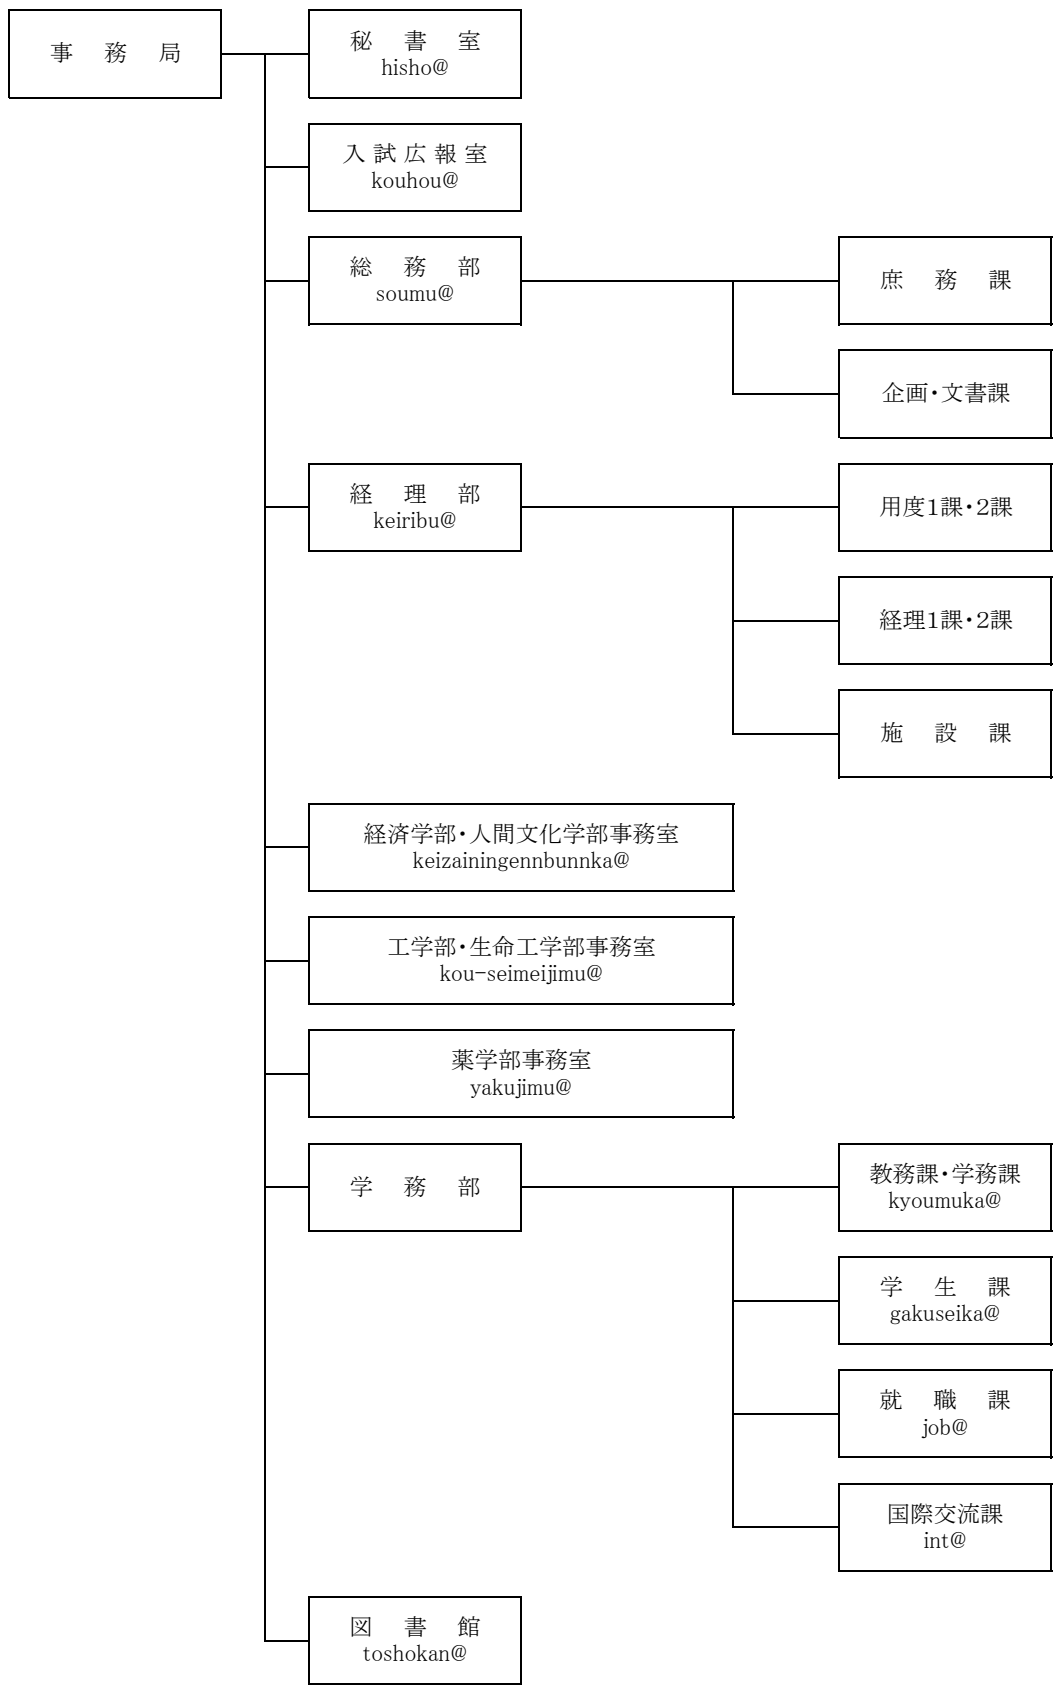 事務局
秘書室
hisho@
入試広報室
kouhou@
総務部
soumu@
庶務課
企画・文書課
経理部
keiribu@
用度1課・2課
経理1課・2課
施設課
経済学部・人間文化学部事務室
keizainingennbunnka@
工学部・生命工学部事務室
kou-seimeijimu@
薬学部事務室
yakujimu@
学務部
教務課・学務課
kyoumuka@
学生課
gakuseika@
就職課
job@
国際交流課
int@
図書館
toshokan@